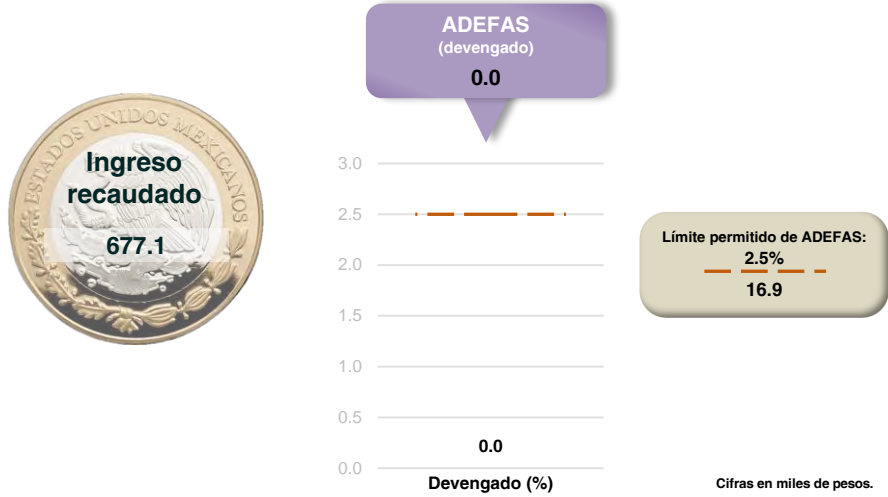 ADEFAS
(devengado)
0.0
ESTADOS UNIDOS MEXICANOS
Ingreso
recaudado
677.1
3.0
2.5
2.0
1.5
1.0
0.5
0.0
0.0
Devengado (%)
Límite permitido de ADEFAS:
2.5%
16.9
Cifras en miles de pesos.